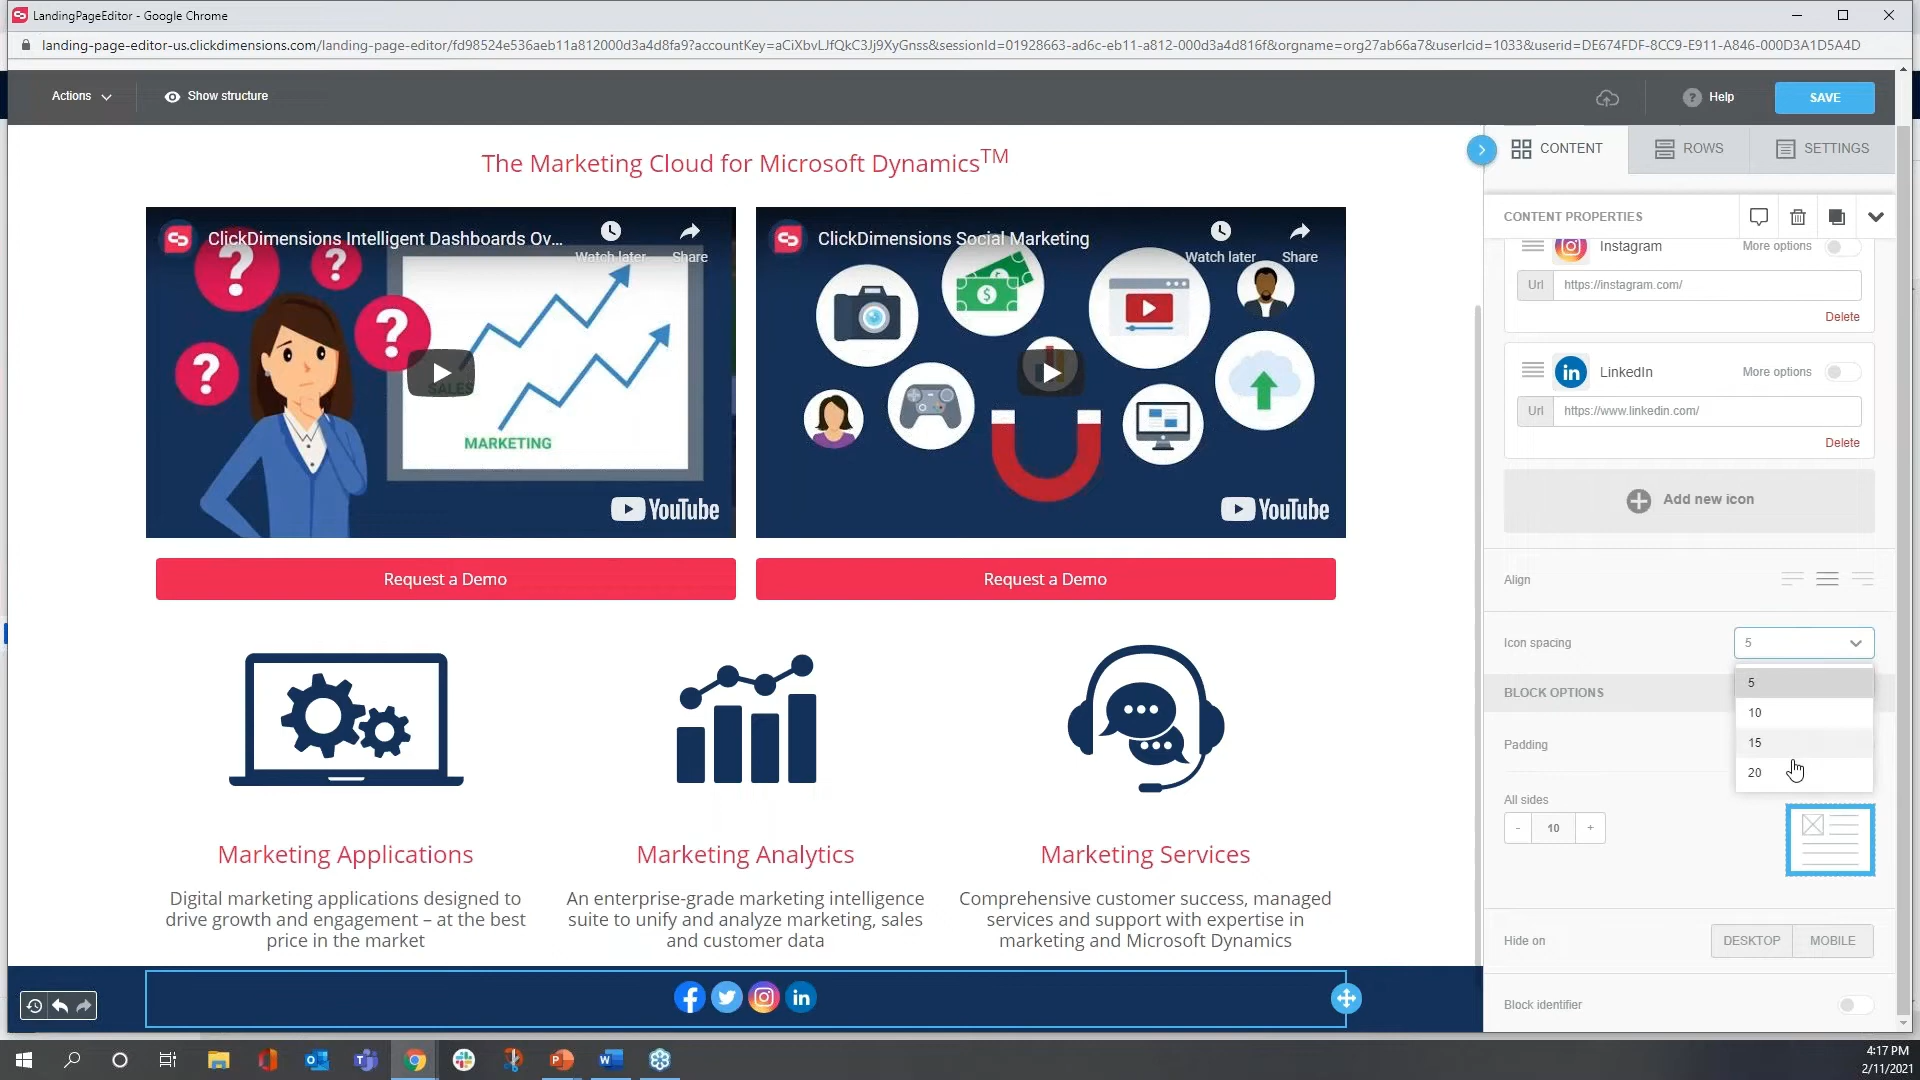 LandingPageEditor - Google Chrome
landing-page-editor-us.clickdimensions.com/landing-page-editor/fd98524e536aeb11a812000d3a4d8fa9?accountKey=aCiXbvLJfQkC3Jj9XyGnss&sessionId=01928663-ad6c-eb11-a812-000d3a4d816f&orgname=org27ab66a7&userlcid=1033&userid=DE674FDF-8CC9-E911-A846-000D3A1D5A4D
Actions
Show structure
Help
SAVE
CONTENT
ROWS
SETTINGS
The Marketing Cloud for Microsoft DynamicsTM
ClickDimensions Intelligent Dashboards Ov...
Watch later
Share
SALES
MARKETING
YouTube
ClickDimensions Social Marketing
Watch later
Share
YouTube
Request a Demo
Request a Demo
Marketing Applications
Digital marketing applications designed to
drive growth and engagement – at the best
price in the market
Marketing Analytics
An enterprise-grade marketing intelligence
suite to unify and analyze marketing, sales
and customer data
Marketing Services
Comprehensive customer success, managed
services and support with expertise in
marketing and Microsoft Dynamics
CONTENT PROPERTIES
Instagram
More options
Url
https://instagram.com/
Delete
LinkedIn
More options
Url
https://www.linkedin.com/
Delete
Add new icon
Align
Icon spacing
5
5
10
15
20
BLOCK OPTIONS
Padding
All sides
- 10 +
Hide on
DESKTOP
MOBILE
Block identifier
4:17 PM
2/11/2021